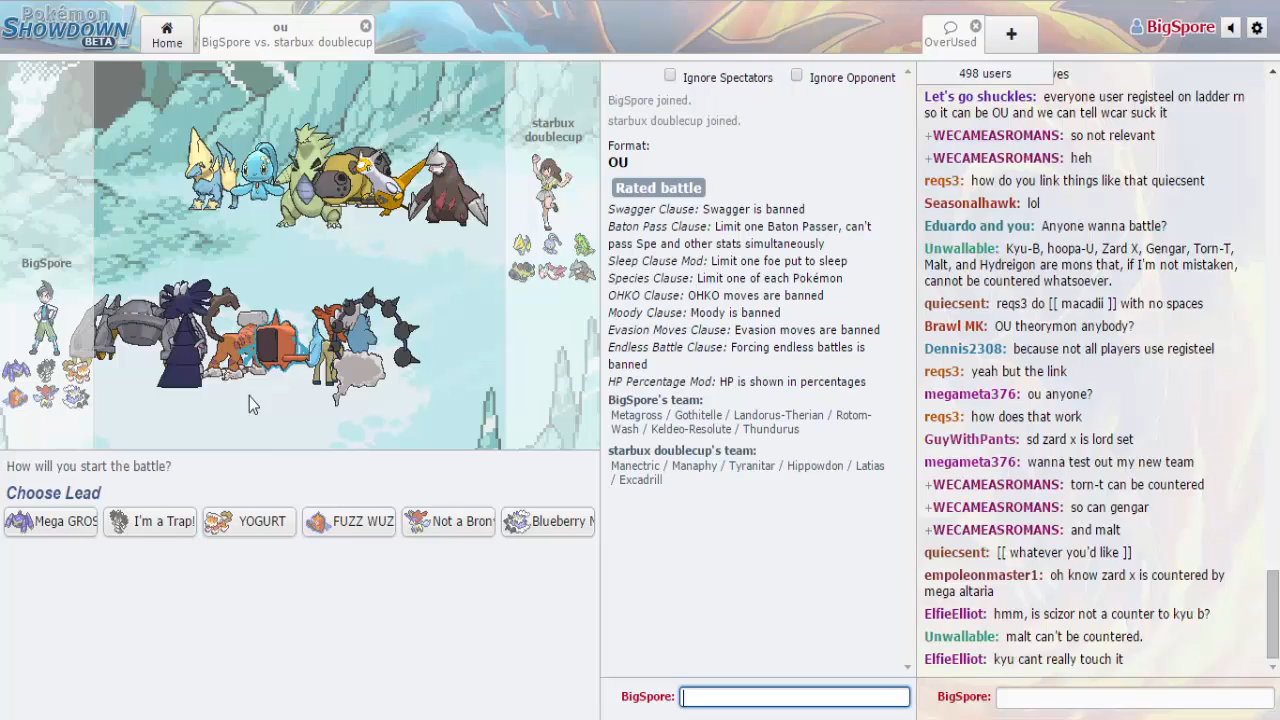 Pokémon
SHOWDOWN
BETA
Home
ou
BigSpore vs. starbux doublecup
OverUsed
+
BigSpore
BigSpore
starbux
doublecup
How will you start the battle?
Choose Lead
Mega GROS
I'm a Trap!
YOGURT
FUZZ WUZ
Not a Bron
Blueberry
Ignore Spectators
Ignore Opponent
BigSpore joined.
starbux doublecup joined.
Format:
OU
Rated battle
Swagger Clause: Swagger is banned
Baton Pass Clause: Limit one Baton Passer, can't
pass Spe and other stats simultaneously
Sleep Clause Mod: Limit one foe put to sleep
Species Clause: Limit one of each Pokémon
OHKO Clause: OHKO moves are banned
Moody Clause: Moody is banned
Evasion Moves Clause: Evasion moves are banned
Endless Battle Clause: Forcing endless battles is
banned
HP Percentage Mod: HP is shown in percentages
BigSpore's team:
Metagross / Gothitelle / Landorus-Therian / Rotom-
Wash / Keldeo-Resolute / Thundurus
starbux doublecup's team:
Manectric / Manaphy / Tyranitar / Hippowdon / Latias
/ Excadrill
BigSpore:
498 users
yes
Let's go shuckles: everyone user registeel on ladder rn
so it can be OU and we can tell wcar suck it
+WECAMEASROMANS: so not relevant
+WECAMEASROMANS: heh
reqs3: how do you link things like that quiecsent
Seasonalhawk: lol
Eduardo and you: Anyone wanna battle?
Unwallable: Kyu-B, hoopa-U, Zard X, Gengar, Torn-T,
Malt, and Hydreigon are mons that, if I'm not mistaken,
cannot be countered whatsoever.
quiecsent: reqs3 do [[ macadii ]] with no spaces
Brawl MK: OU theorymon anybody?
Dennis2308: because not all players use registeel
reqs3: yeah but the link
megameta376: ou anyone?
reqs3: how does that work
GuyWithPants: sd zard x is lord set
megameta376: wanna test out my new team
+WECAMEASROMANS: torn-t can be countered
+WECAMEASROMANS: so can gengar
+WECAMEASROMANS: and malt
quiecsent: [[ whatever you'd like ]]
empoleonmaster1: oh know zard x is countered by
mega altaria
ElfieElliot: hmm, is scizor not a counter to kyu b?
Unwallable: malt can't be countered.
ElfieElliot: kyu cant really touch it
BigSpore: